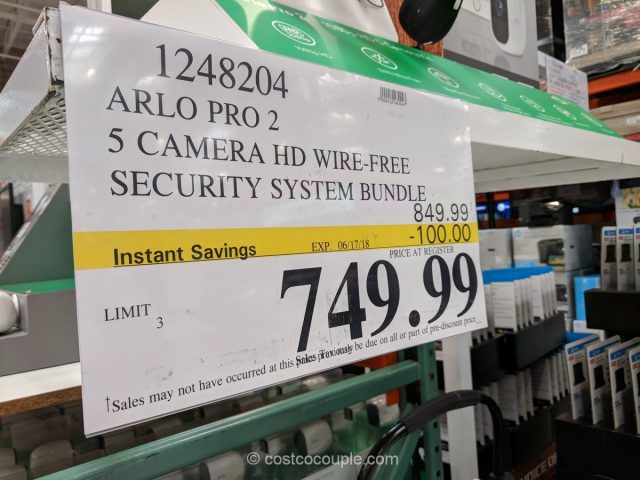 1248204
ARLO PRO 2
5 CAMERA HD WIRE-FREE
SECURITY SYSTEM BUNDLE
849.99
Instant Savings EXP. 06/17/18 -100.00
PRICE AT REGISTER
749.99
LIMIT 3
Sales Tax may be due on all or part of pre-discount price
†Sales may not have occurred at this price previously
© costcocouple.com